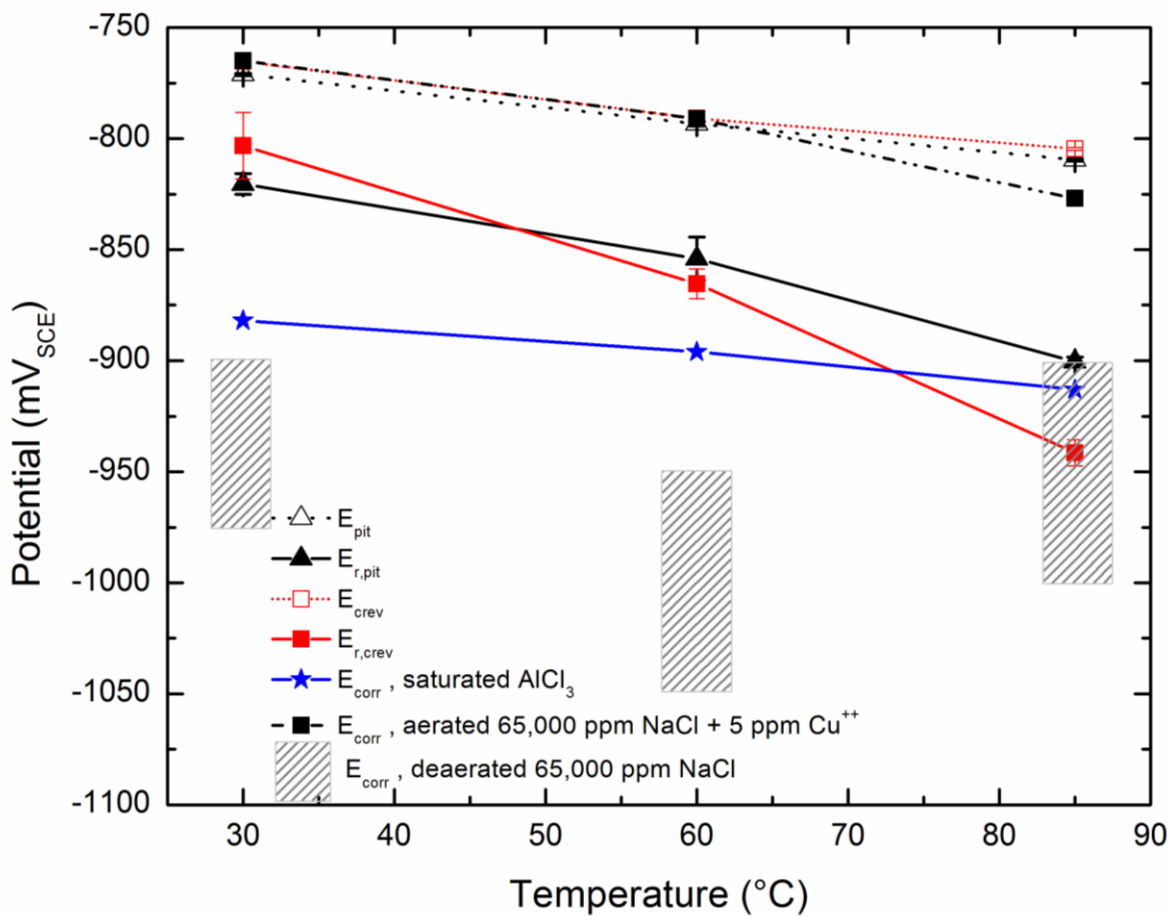 -750
-800
-850
-900
-950
-1000
-1050
-1100
Potential (mV_SCE)
E_pit
E_r,pit
E_crev
E_r,crev
E_corr , saturated AlCl_3
E_corr , aerated 65,000 ppm NaCl + 5 ppm Cu^++
E_corr , deaerated 65,000 ppm NaCl
30
40
50
60
70
80
90
Temperature (°C)